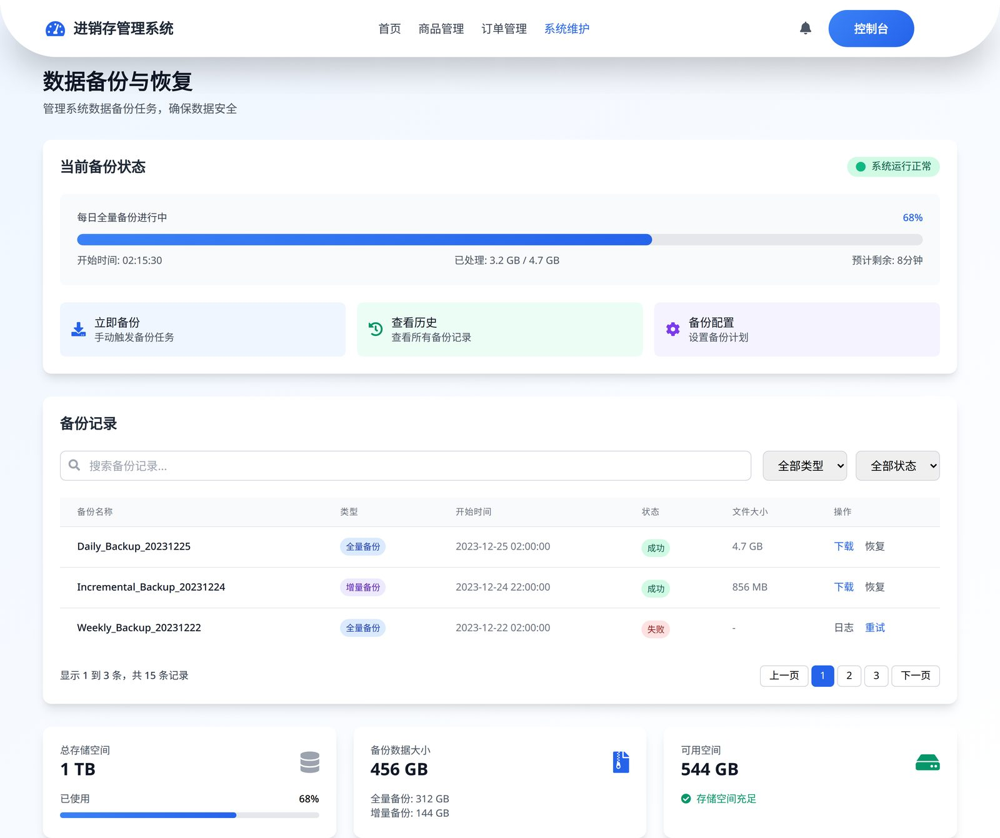 进销存管理系统
首页 商品管理 订单管理 系统维护
控制台
数据备份与恢复
管理系统数据备份任务，确保数据安全
当前备份状态
系统运行正常
每日全量备份进行中
68%
开始时间: 02:15:30
已处理: 3.2 GB / 4.7 GB
预计剩余: 8分钟
立即备份
手动触发备份任务
查看历史
查看所有备份记录
备份配置
设置备份计划
备份记录
搜索备份记录...
全部类型
全部状态
备份名称 类型 开始时间 状态 文件大小 操作
Daily_Backup_20231225 全量备份 2023-12-25 02:00:00 成功 4.7 GB 下载 恢复
Incremental_Backup_20231224 增量备份 2023-12-24 22:00:00 成功 856 MB 下载 恢复
Weekly_Backup_20231222 全量备份 2023-12-22 02:00:00 失败 - 日志 重试
显示 1 到 3 条，共 15 条记录
上一页 1 2 3 下一页
总存储空间
1 TB
已使用 68%
备份数据大小
456 GB
全量备份: 312 GB
增量备份: 144 GB
可用空间
544 GB
存储空间充足